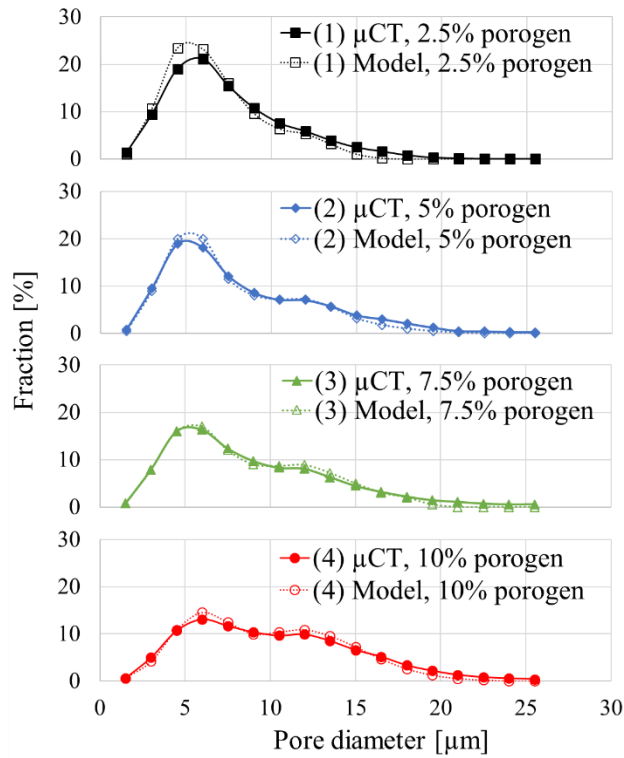 30
(1) µCT, 2.5% porogen
(1) Model, 2.5% porogen
20
10
0
30
(2) µCT, 5% porogen
(2) Model, 5% porogen
20
10
0
Fraction [%]
30
(3) µCT, 7.5% porogen
(3) Model, 7.5% porogen
20
10
0
30
(4) µCT, 10% porogen
(4) Model, 10% porogen
20
10
0
0 5 10 15 20 25 30
Pore diameter [µm]